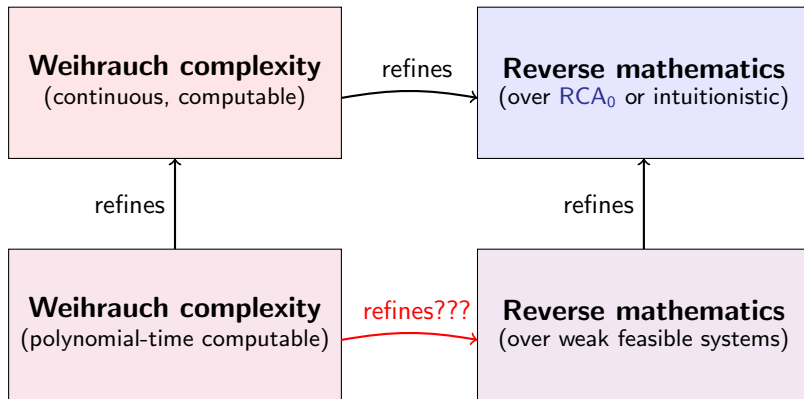 Weihrauch complexity
(continuous, computable)
refines
Reverse mathematics
(over RCA₀ or intuitionistic)
refines
refines
Weihrauch complexity
(polynomial-time computable)
refines???
Reverse mathematics
(over weak feasible systems)